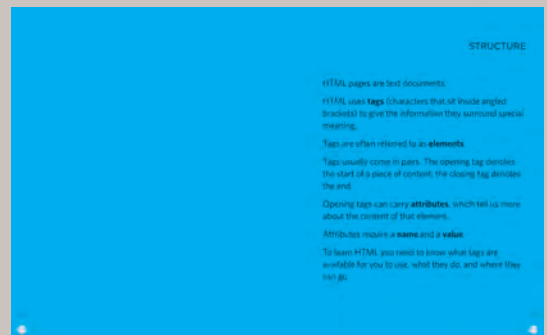 STRUCTURE
HTML pages are text documents.
HTML uses tags (characters that sit inside angled
brackets) to give the information they surround special
meaning.
Tags are often referred to as elements.
Tags usually come in pairs. The opening tag denotes
the start of a piece of content; the closing tag denotes
the end.
Opening tags can carry attributes, which tell us more
about the content of that element.
Attributes require a name and a value.
To learn HTML you need to know what tags are
available for you to use, what they do, and where they
can go.